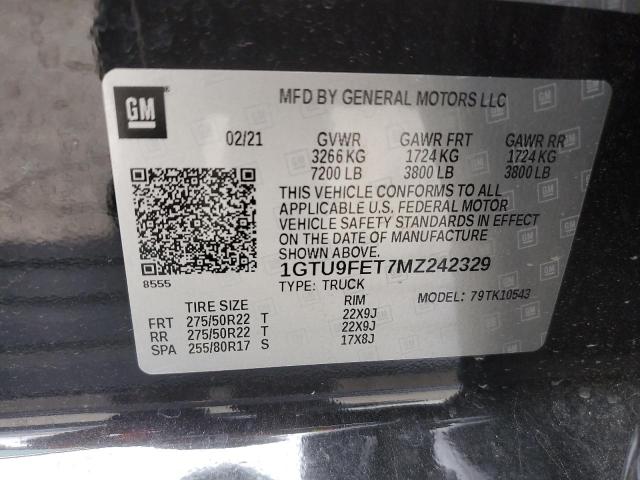 GM
MFD BY GENERAL MOTORS LLC
02/21 GVWR GAWR FRT GAWR RR
3266 KG 1724 KG 1724 KG
7200 LB 3800 LB 3800 LB
THIS VEHICLE CONFORMS TO ALL
APPLICABLE U.S. FEDERAL MOTOR
VEHICLE SAFETY STANDARDS IN EFFECT
ON THE DATE OF MANUFACTURE
SHOWN ABOVE.
8555
1GTU9FET7MZ242329
TYPE: TRUCK MODEL: 79TK10543
TIRE SIZE RIM
FRT 275/50R22 T 22X9J
RR 275/50R22 T 22X9J
SPA 255/80R17 S 17X8J